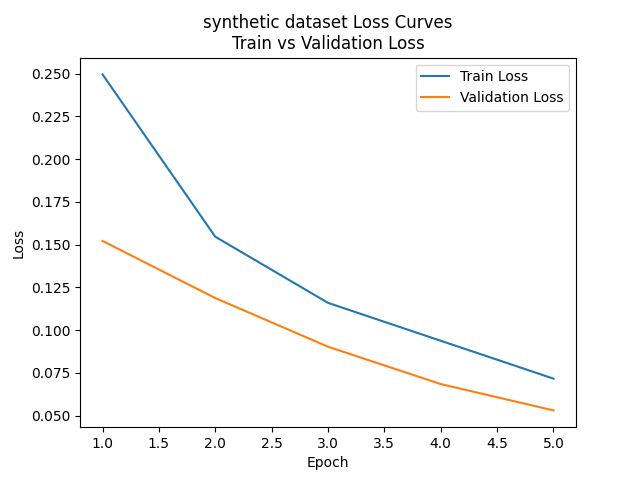 synthetic dataset Loss Curves
Train vs Validation Loss
Train Loss
Validation Loss
0.250
0.225
0.200
0.175
0.150
0.125
0.100
0.075
0.050
Loss
1.0 1.5 2.0 2.5 3.0 3.5 4.0 4.5 5.0
Epoch